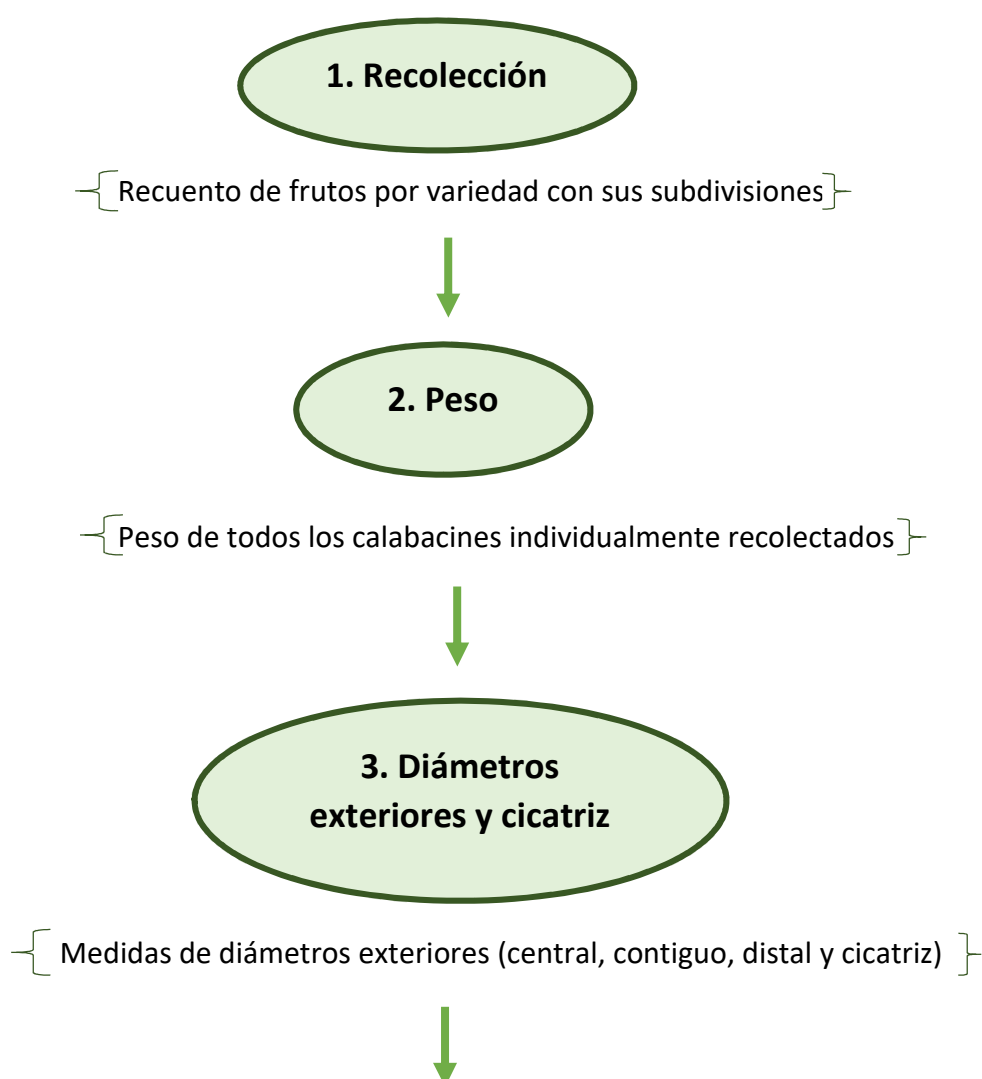 1. Recolección
Recuento de frutos por variedad con sus subdivisiones
2. Peso
Peso de todos los calabacines individualmente recolectados
3. Diámetros
exteriores y cicatriz
Medidas de diámetros exteriores (central, contiguo, distal y cicatriz)